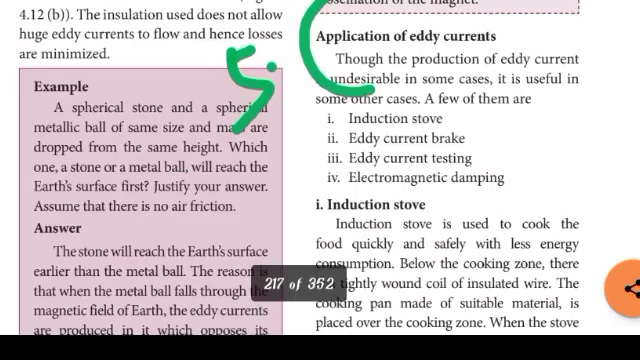 4.12 (b)). The insulation used does not allow
huge eddy currents to flow and hence losses
are minimized.
Example
A spherical stone and a spherical
metallic ball of same size and mass are
dropped from the same height. Which
one, a stone or a metal ball, will reach the
Earth's surface first? Justify your answer.
Assume that there is no air friction.
Answer
The stone will reach the Earth's surface
earlier than the metal ball. The reason is
that when the metal ball falls through the
magnetic field of Earth, the eddy currents
are produced in it which opposes its
5.
oscillation of the magnet.
Application of eddy currents
Though the production of eddy current
undesirable in some cases, it is useful in
some other cases. A few of them are
i. Induction stove
ii. Eddy current brake
iii. Eddy current testing
iv. Electromagnetic damping
i. Induction stove
Induction stove is used to cook the
food quickly and safely with less energy
consumption. Below the cooking zone, there
tightly wound coil of insulated wire. The
cooking pan made of suitable material, is
placed over the cooking zone. When the stove
217 of 352